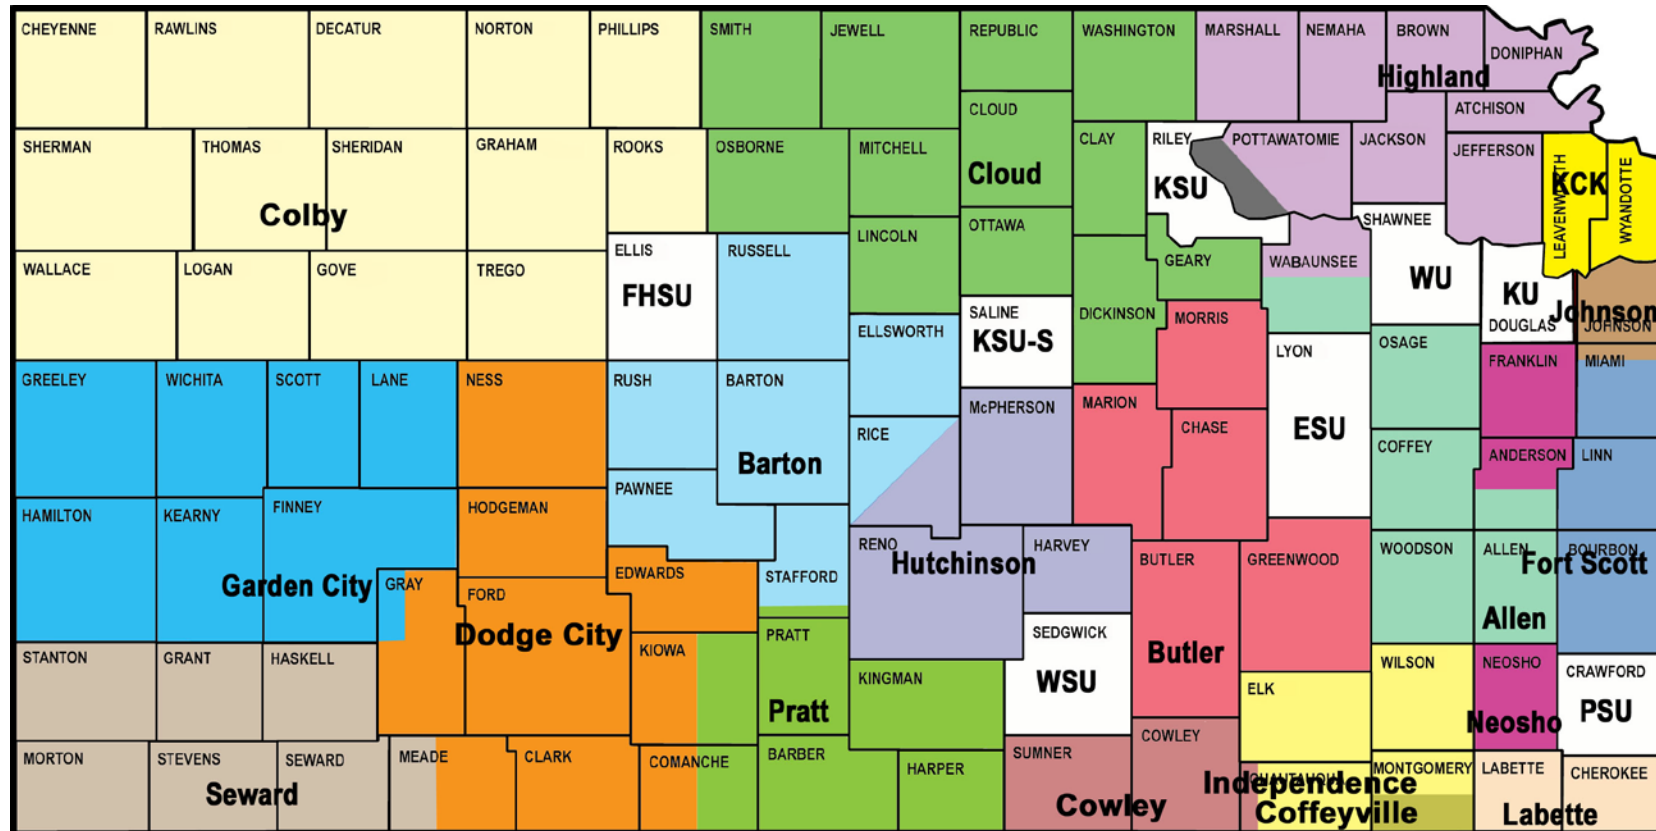 CHEYENNE
RAWLINS
DECATUR
NORTON
PHILLIPS
SMITH
JEWELL
REPUBLIC
WASHINGTON
MARSHALL
NEMAHA
BROWN
DONIPHAN
Highland
ATCHISON
CLOUD
SHERMAN
THOMAS
SHERIDAN
GRAHAM
ROOKS
OSBORNE
MITCHELL
Cloud
CLAY
RILEY
KSU
POTTAWATOMIE
JACKSON
JEFFERSON
LEAVENWORTH
KCK
WYANDOTTE
Colby
WALLACE
LOGAN
GOVE
TREGO
ELLIS
FHSU
RUSSELL
LINCOLN
OTTAWA
GEARY
WABAUNSEE
SHAWNEE
WU
KU
DOUGLAS
Johnson
JOHNSON
SALINE
KSU-S
ELLSWORTH
DICKINSON
MORRIS
LYON
ESU
OSAGE
FRANKLIN
MIAMI
GREELEY
WICHITA
SCOTT
LANE
NESS
RUSH
BARTON
Barton
RICE
McPHERSON
MARION
CHASE
COFFEY
ANDERSON
LINN
HAMILTON
KEARNY
FINNEY
HODGEMAN
PAWNEE
STAFFORD
RENO
Hutchinson
HARVEY
BUTLER
GREENWOOD
WOODSON
ALLEN
BOURBON
Fort Scott
Garden City
GRAY
FORD
Dodge City
EDWARDS
KIOWA
PRATT
Pratt
KINGMAN
SEDGWICK
WSU
Butler
Allen
STANTON
GRANT
HASKELL
ELK
WILSON
NEOSHO
Neosho
CRAWFORD
PSU
MORTON
STEVENS
SEWARD
Seward
MEADE
CLARK
COMANCHE
BARBER
HARPER
SUMNER
COWLEY
Cowley
CHAUTAUQUA
Independence
Coffeyville
MONTGOMERY
LABETTE
CHEROKEE
Labette